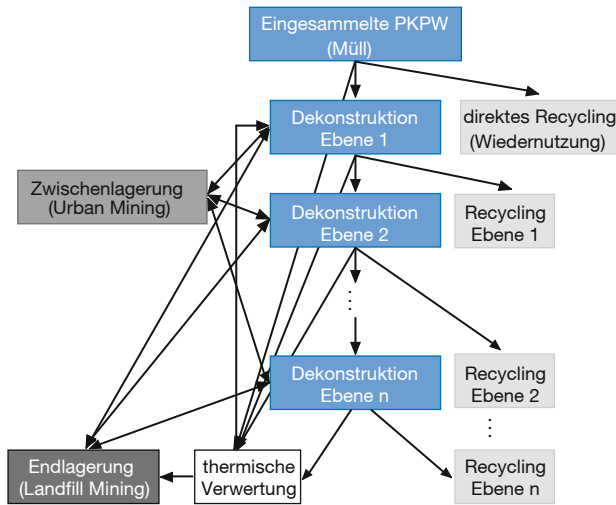 Eingesammelte PKPW
(Müll)
Dekonstruktion
Ebene 1
direktes Recycling
(Wiedernutzung)
Zwischenlagerung
(Urban Mining)
Dekonstruktion
Ebene 2
Recycling
Ebene 1
Dekonstruktion
Ebene n
Recycling
Ebene 2
Endlagerung
(Landfill Mining)
thermische
Verwertung
Recycling
Ebene n